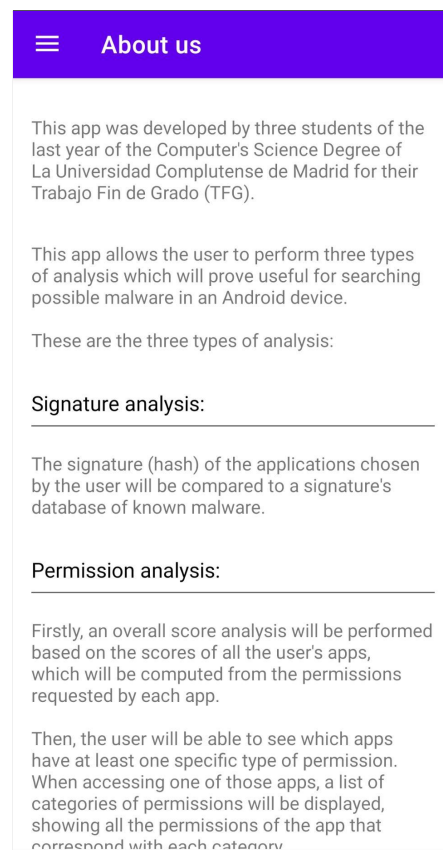 About us
This app was developed by three students of the
last year of the Computer's Science Degree of
La Universidad Complutense de Madrid for their
Trabajo Fin de Grado (TFG).
This app allows the user to perform three types
of analysis which will prove useful for searching
possible malware in an Android device.
These are the three types of analysis:
Signature analysis:
The signature (hash) of the applications chosen
by the user will be compared to a signature's
database of known malware.
Permission analysis:
Firstly, an overall score analysis will be performed
based on the scores of all the user's apps,
which will be computed from the permissions
requested by each app.
Then, the user will be able to see which apps
have at least one specific type of permission.
When accessing one of those apps, a list of
categories of permissions will be displayed,
showing all the permissions of the app that
correspond with each category